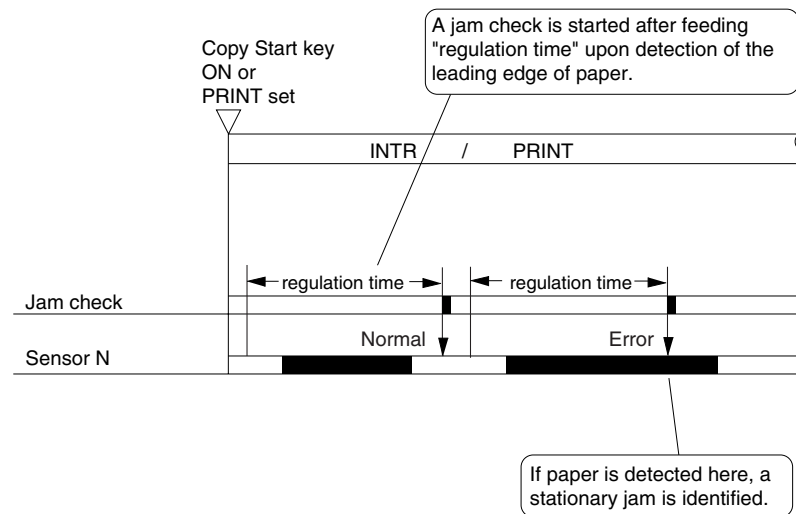 A jam check is started after feeding
"regulation time" upon detection of the
leading edge of paper.
Copy Start key
ON or
PRINT set
INTR / PRINT
regulation time
regulation time
Jam check
Normal
Error
Sensor N
If paper is detected here, a
stationary jam is identified.